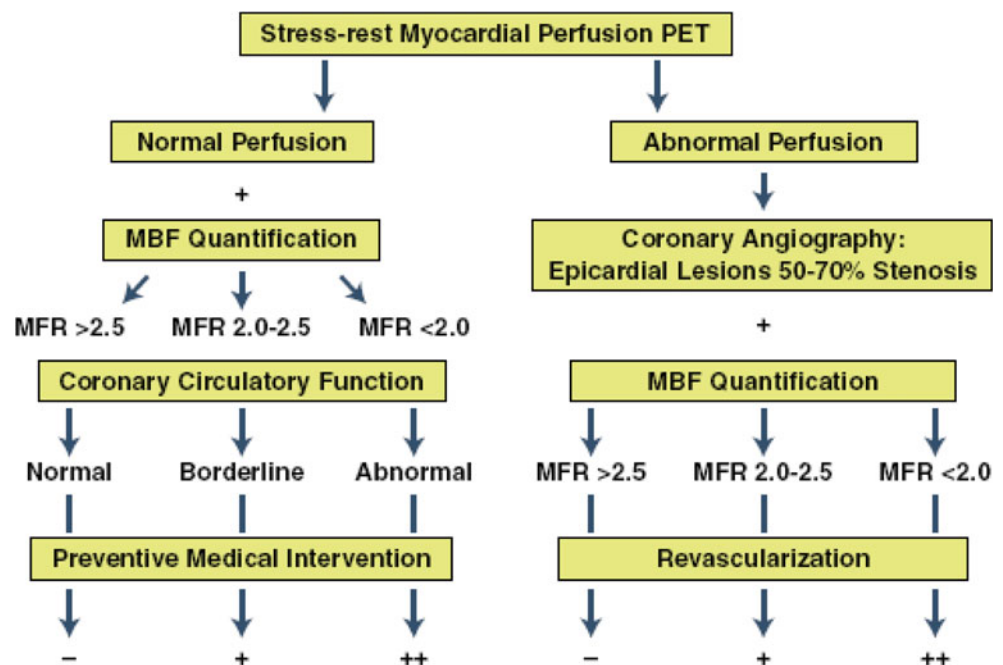 Stress-rest Myocardial Perfusion PET
Normal Perfusion
Abnormal Perfusion
+
MBF Quantification
Coronary Angiography:
Epicardial Lesions 50-70% Stenosis
MFR >2.5
MFR 2.0-2.5
MFR <2.0
+
Coronary Circulatory Function
MBF Quantification
Normal
Borderline
Abnormal
MFR >2.5
MFR 2.0-2.5
MFR <2.0
Preventive Medical Intervention
Revascularization
–
+
++
–
+
++